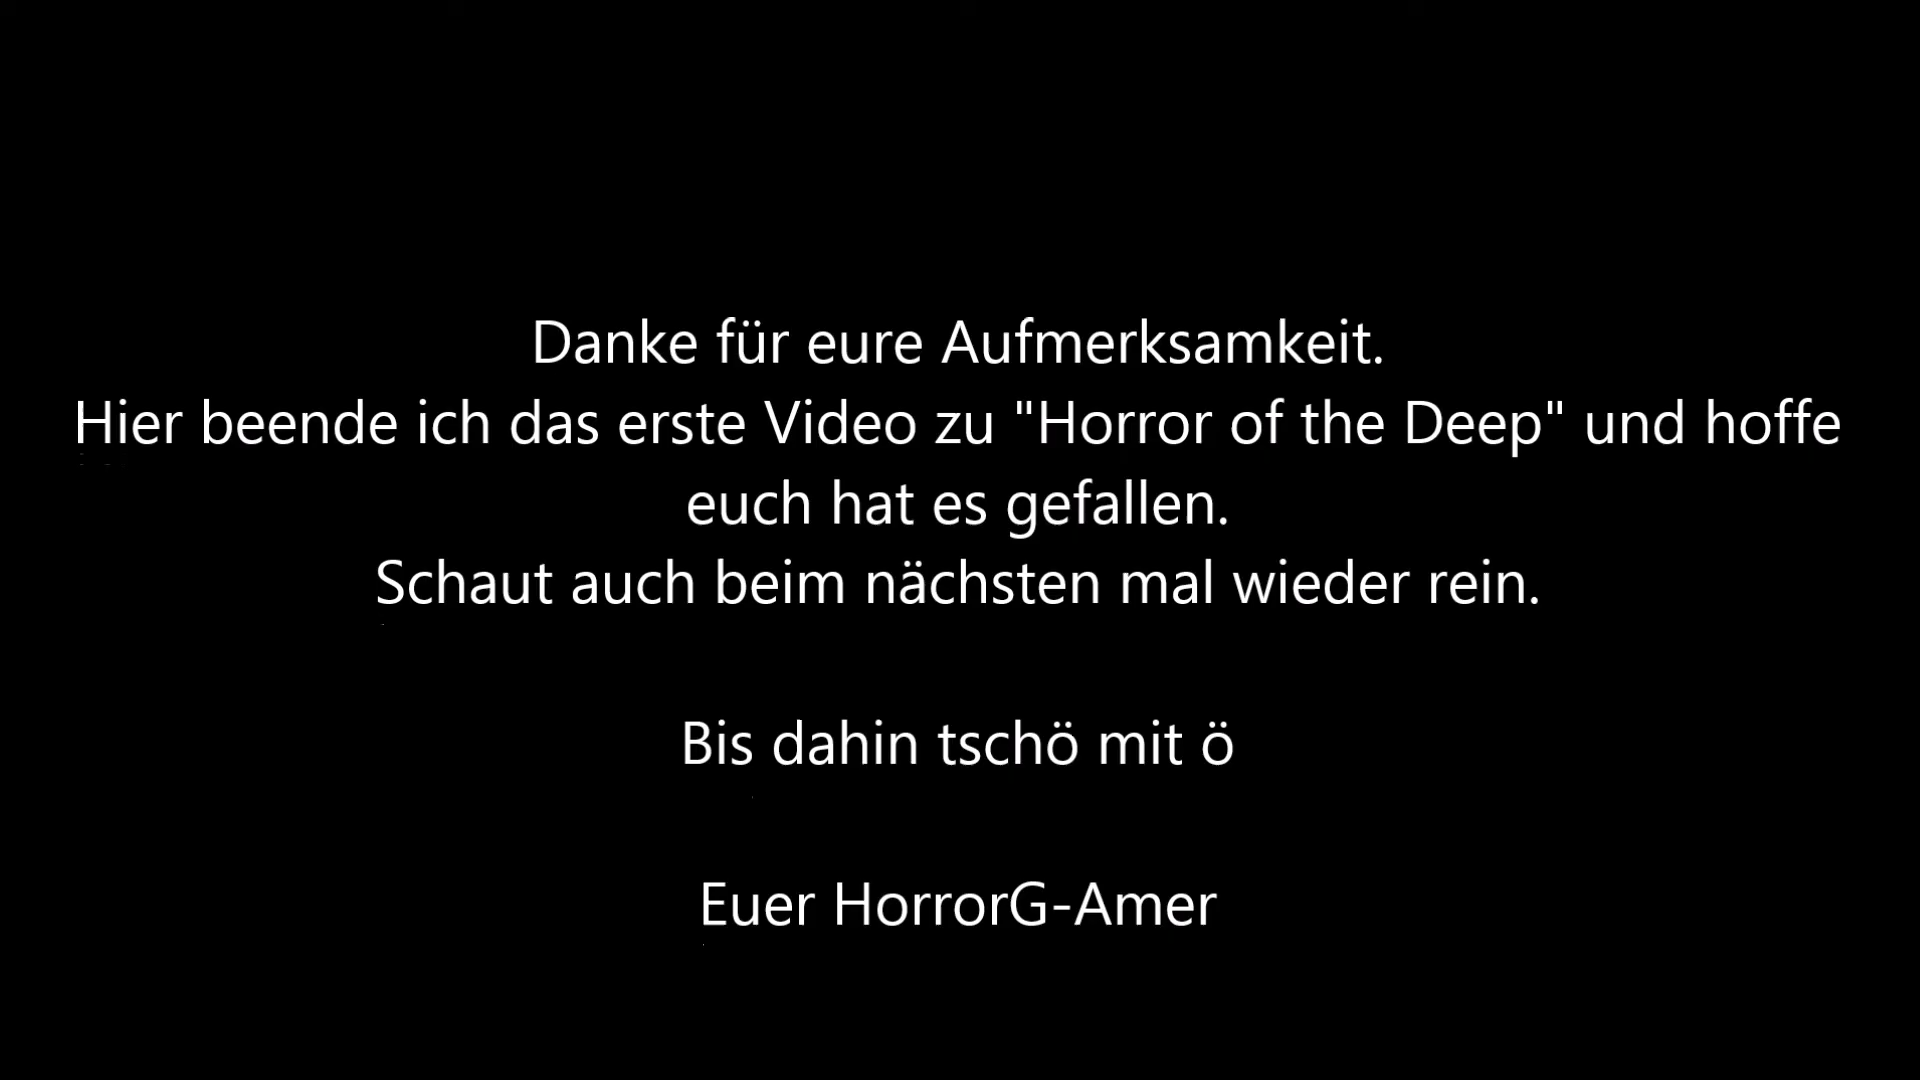 Danke für eure Aufmerksamkeit.
Hier beende ich das erste Video zu "Horror of the Deep" und hoffe
euch hat es gefallen.
Schaut auch beim nächsten mal wieder rein.
Bis dahin tschö mit ö
Euer HorrorG-Amer